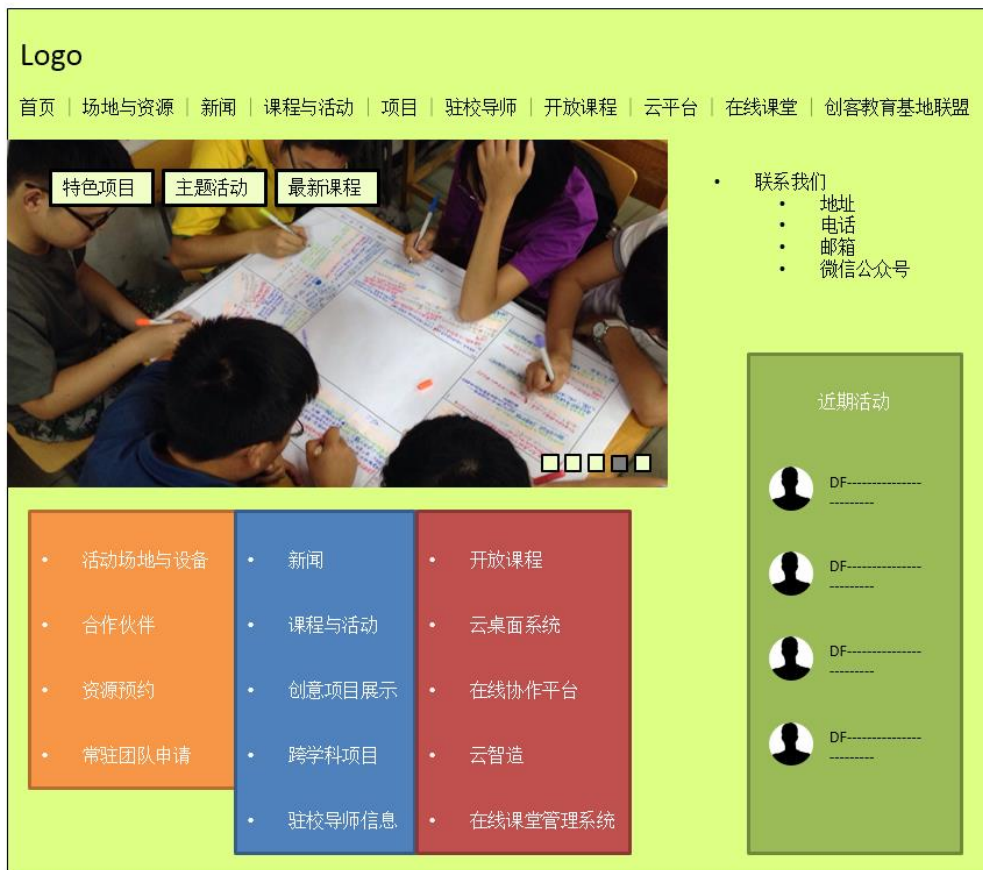 Logo
首页 | 场地与资源 | 新闻 | 课程与活动 | 项目 | 驻校导师 | 开放课程 | 云平台 | 在线课堂 | 创客教育基地联盟
特色项目 主题活动 最新课程
• 联系我们
• 地址
• 电话
• 邮箱
• 微信公众号
近期活动
DF---------------
---------
DF---------------
---------
DF---------------
---------
DF---------------
---------
• 活动场地与设备
• 合作伙伴
• 资源预约
• 常驻团队申请
• 新闻
• 课程与活动
• 创意项目展示
• 跨学科项目
• 驻校导师信息
• 开放课程
• 云桌面系统
• 在线协作平台
• 云智造
• 在线课堂管理系统